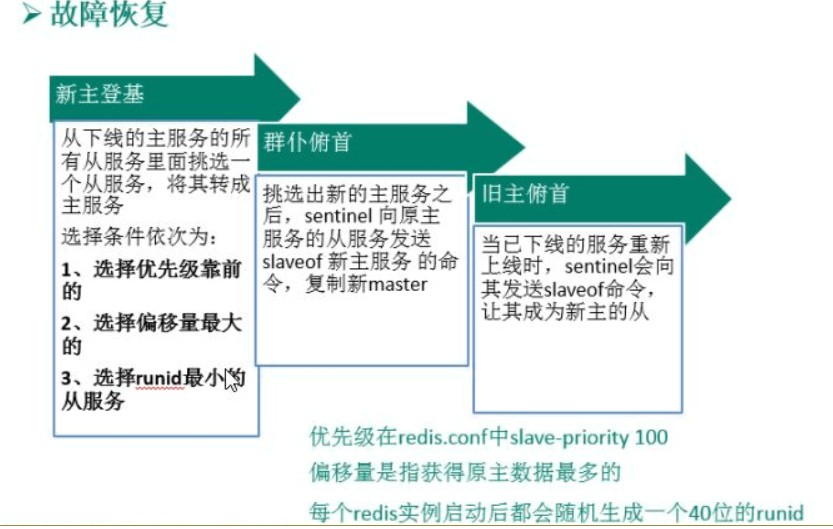 ➢ 故障恢复
新主登基
从下线的主服务的所
有从服务里面挑选一
个从服务，将其转成
主服务
选择条件依次为：
1、选择优先级靠前
的
2、选择偏移量最大
的
3、选择runid最小的
从服务
群仆俯首
挑选出新的主服务之
后，sentinel 向原主
服务的从服务发送
slaveof 新主服务 的命
令，复制新master
旧主俯首
当已下线的服务重新
上线时，sentinel会向
其发送slaveof命令，
让其成为新主的从
优先级在redis.conf中slave-priority 100
偏移量是指获得原主数据最多的
每个redis实例启动后都会随机生成一个40位的runid